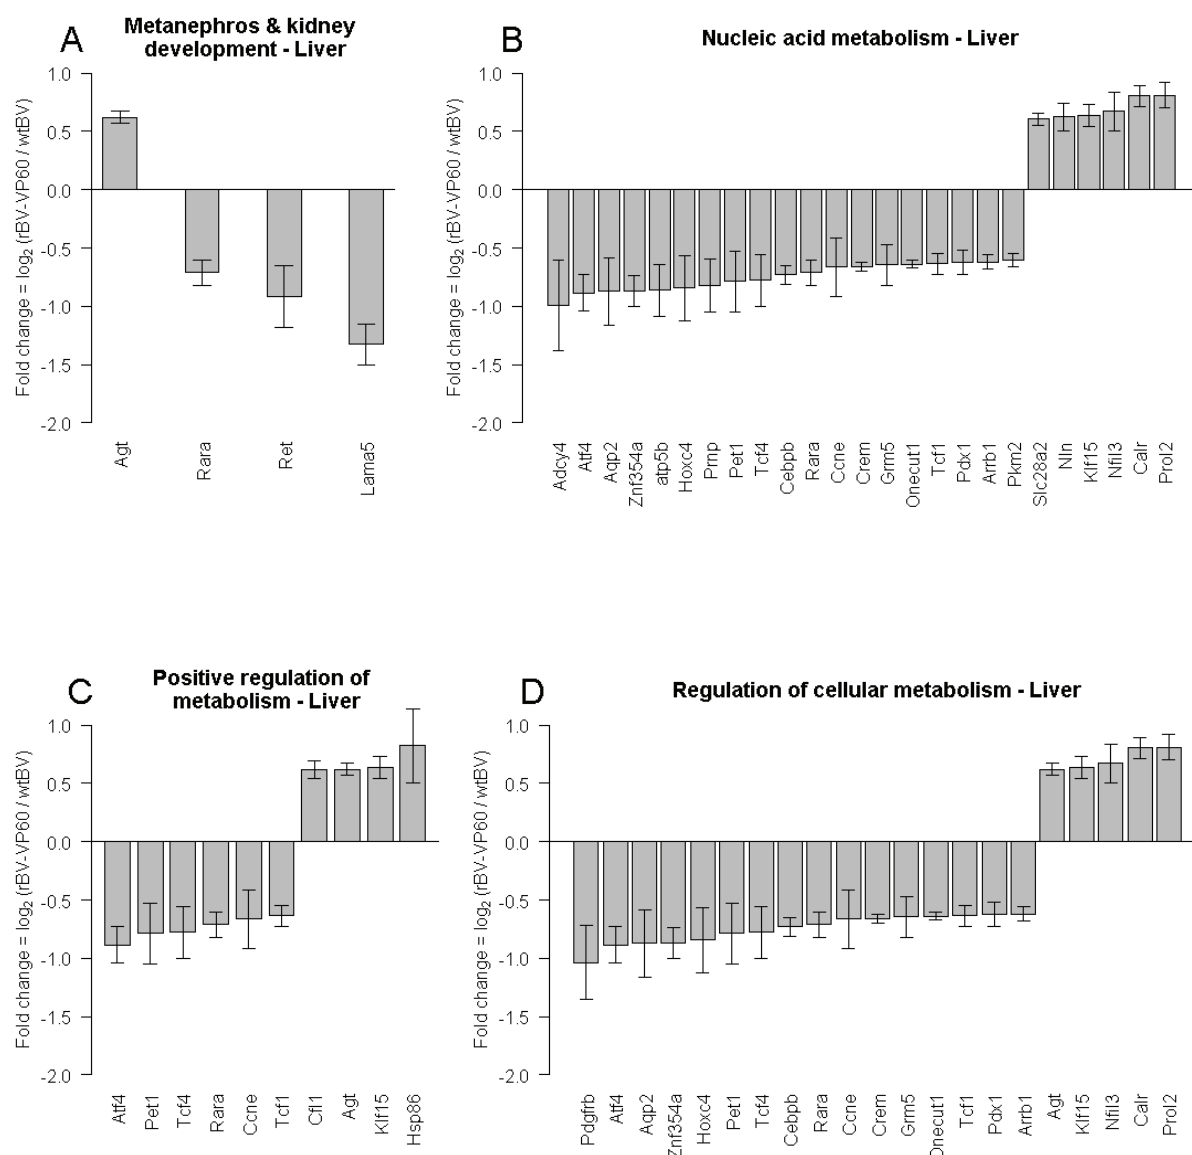 A
Metanephros & kidney
development - Liver
Fold change = log2 (rBV-VP60 / wtBV)
1.0
0.5
0.0
-0.5
-1.0
-1.5
-2.0
Agt
Rara
Ret
Lama5
B
Nucleic acid metabolism - Liver
Fold change = log2 (rBV-VP60 / wtBV)
1.0
0.5
0.0
-0.5
-1.0
-1.5
-2.0
Adcy4
Atf4
Aqp2
Znf354a
atp5b
Hoxc4
Prnp
Pet1
Tcf4
Cebpb
Rara
Ccne
Crem
Grm5
Onecut1
Tcf1
Pdx1
Arrb1
Pkm2
Slc28a2
Nln
Klf15
Nfil3
Calr
Prol2
C
Positive regulation of
metabolism - Liver
Fold change = log2 (rBV-VP60 / wtBV)
1.0
0.5
0.0
-0.5
-1.0
-1.5
-2.0
Atf4
Pet1
Tcf4
Rara
Ccne
Tcf1
Cfl1
Agt
Klf15
Hsp86
D
Regulation of cellular metabolism - Liver
Fold change = log2 (rBV-VP60 / wtBV)
1.0
0.5
0.0
-0.5
-1.0
-1.5
-2.0
Pdgfrb
Atf4
Aqp2
Znf354a
Hoxc4
Pet1
Tcf4
Cebpb
Rara
Ccne
Crem
Grm5
Onecut1
Tcf1
Pdx1
Arrb1
Agt
Klf15
Nfil3
Calr
Prol2